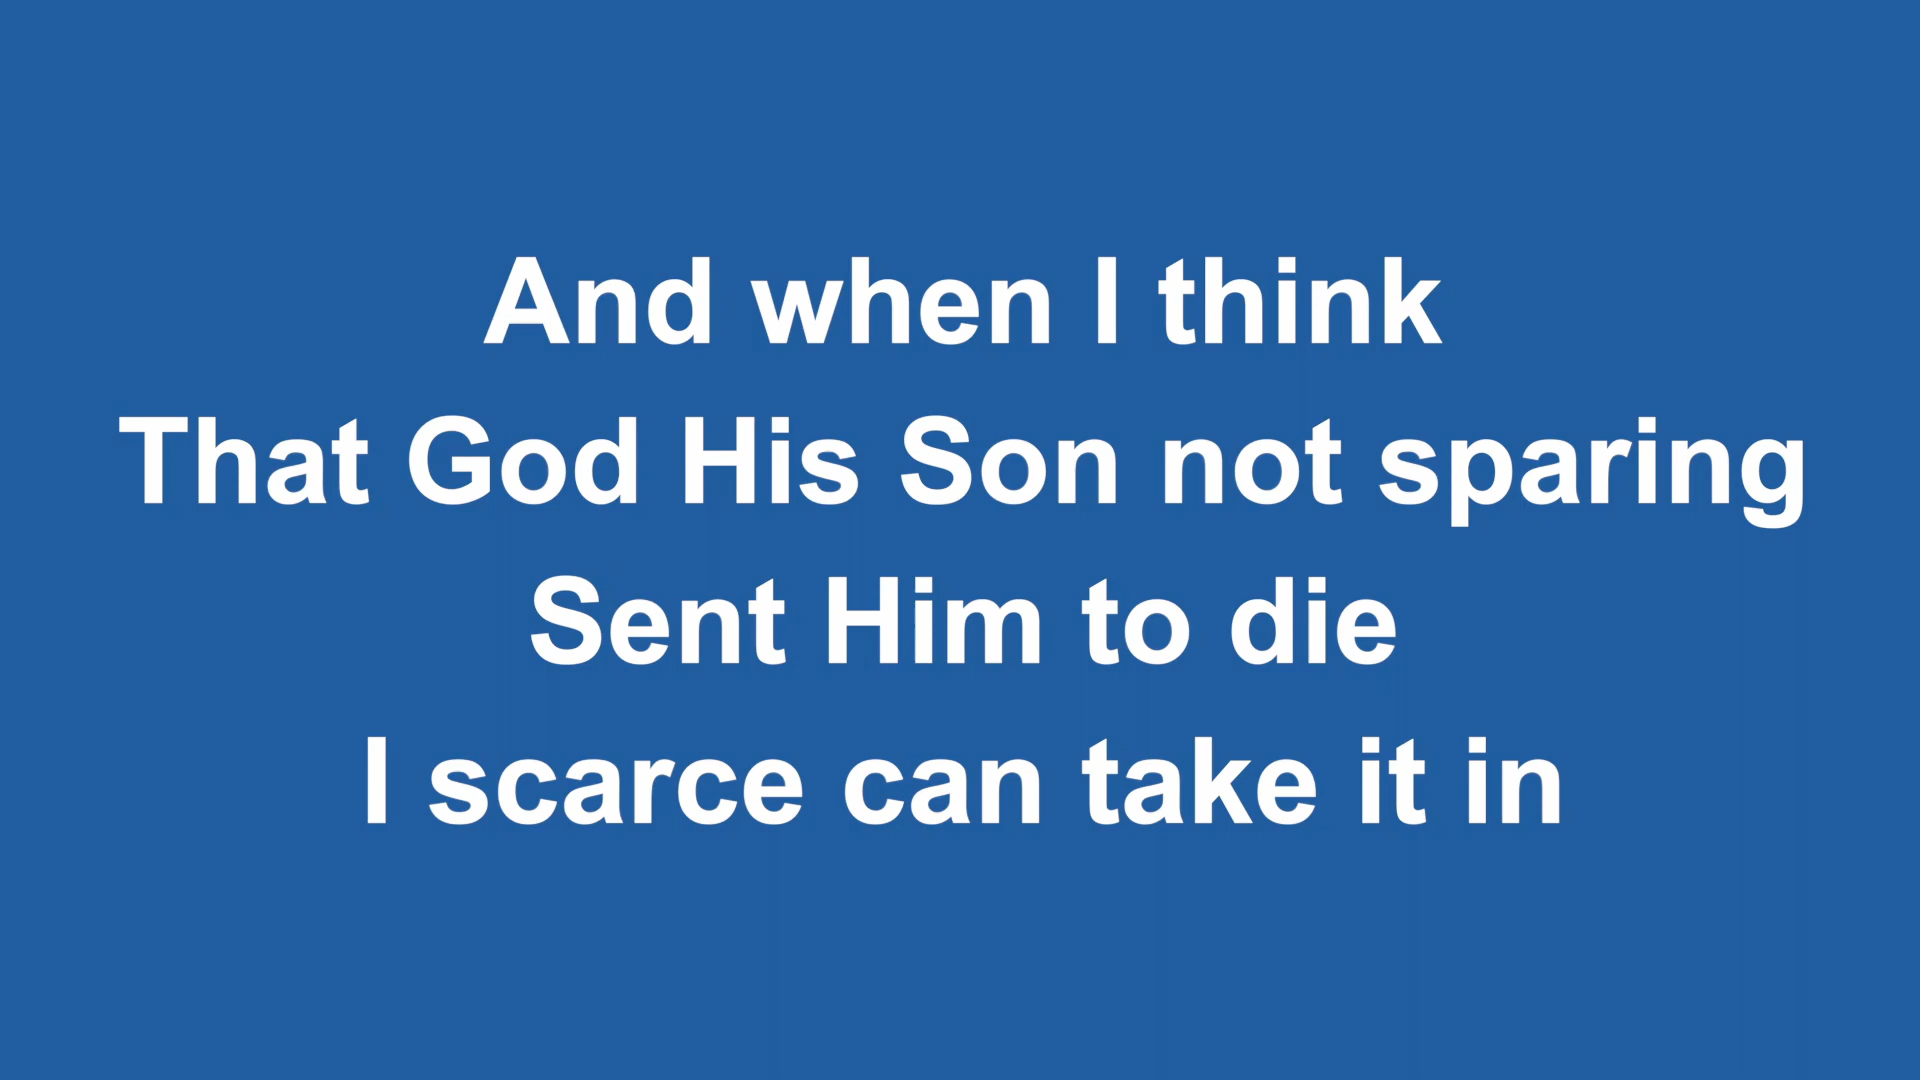 And when I think
That God His Son not sparing
Sent Him to die
I scarce can take it in